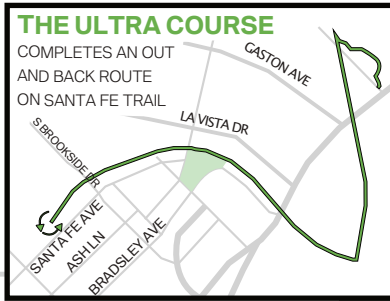 THE ULTRA COURSE
COMPLETES AN OUT
AND BACK ROUTE
ON SANTA FE TRAIL
GASTON AVE
LA VISTA DR
S BROOKSIDE DR
SANTA FE AVE
ASH LN
BRADSLEY AVE